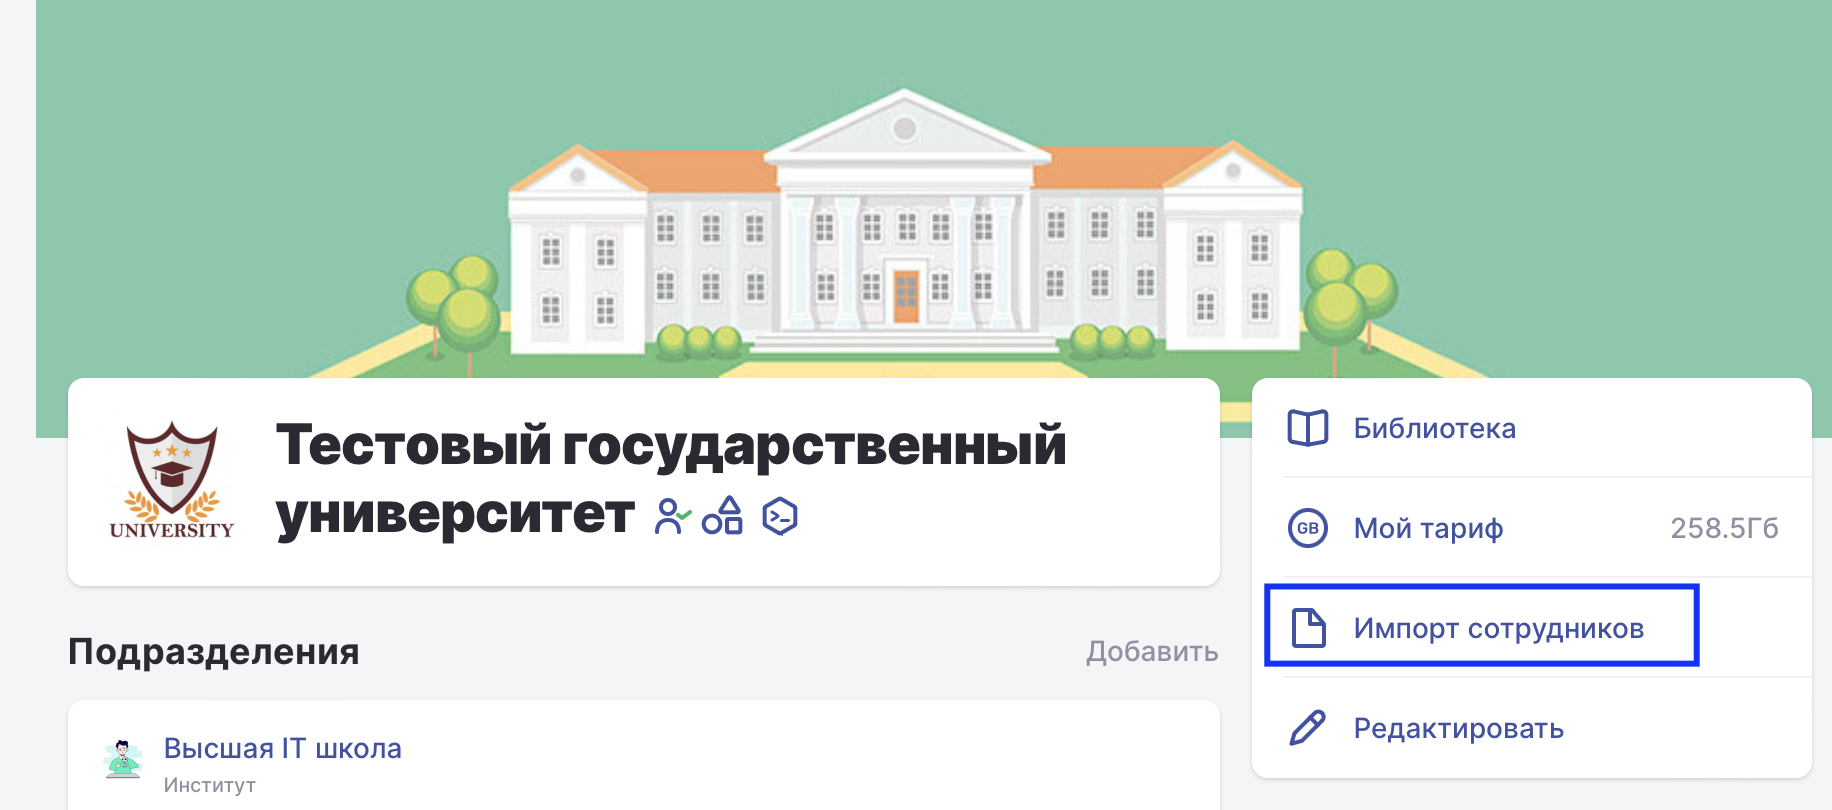 Тестовый государственный
университет
UNIVERSITY
Библиотека
GB Мой тариф 258.5Гб
Импорт сотрудников
Редактировать
Подразделения Добавить
Высшая IT школа
Институт